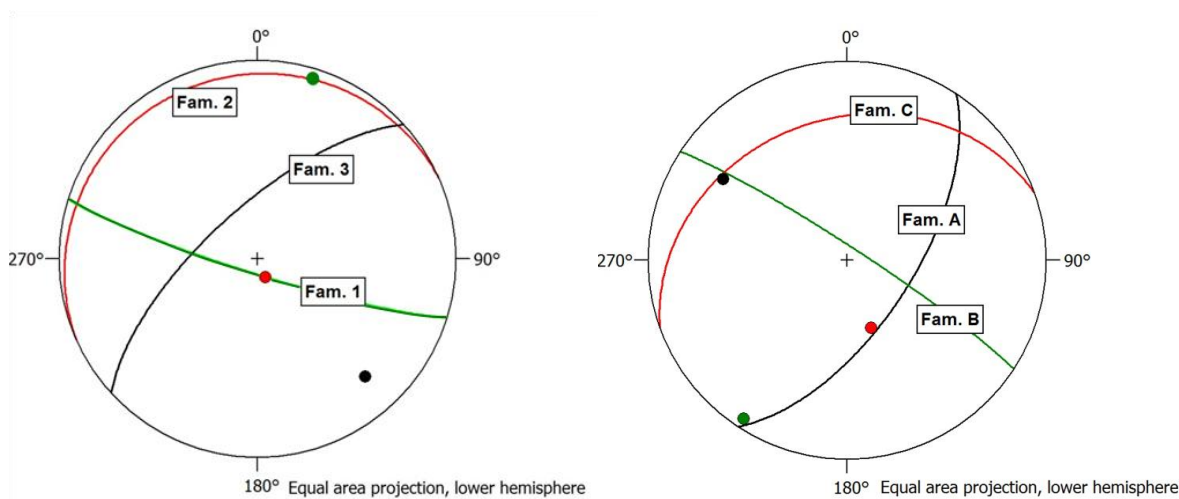 0°
Fam. 2
Fam. 3
270°
90°
Fam. 1
180°
Equal area projection, lower hemisphere
0°
Fam. C
Fam. A
270°
90°
Fam. B
180°
Equal area projection, lower hemisphere